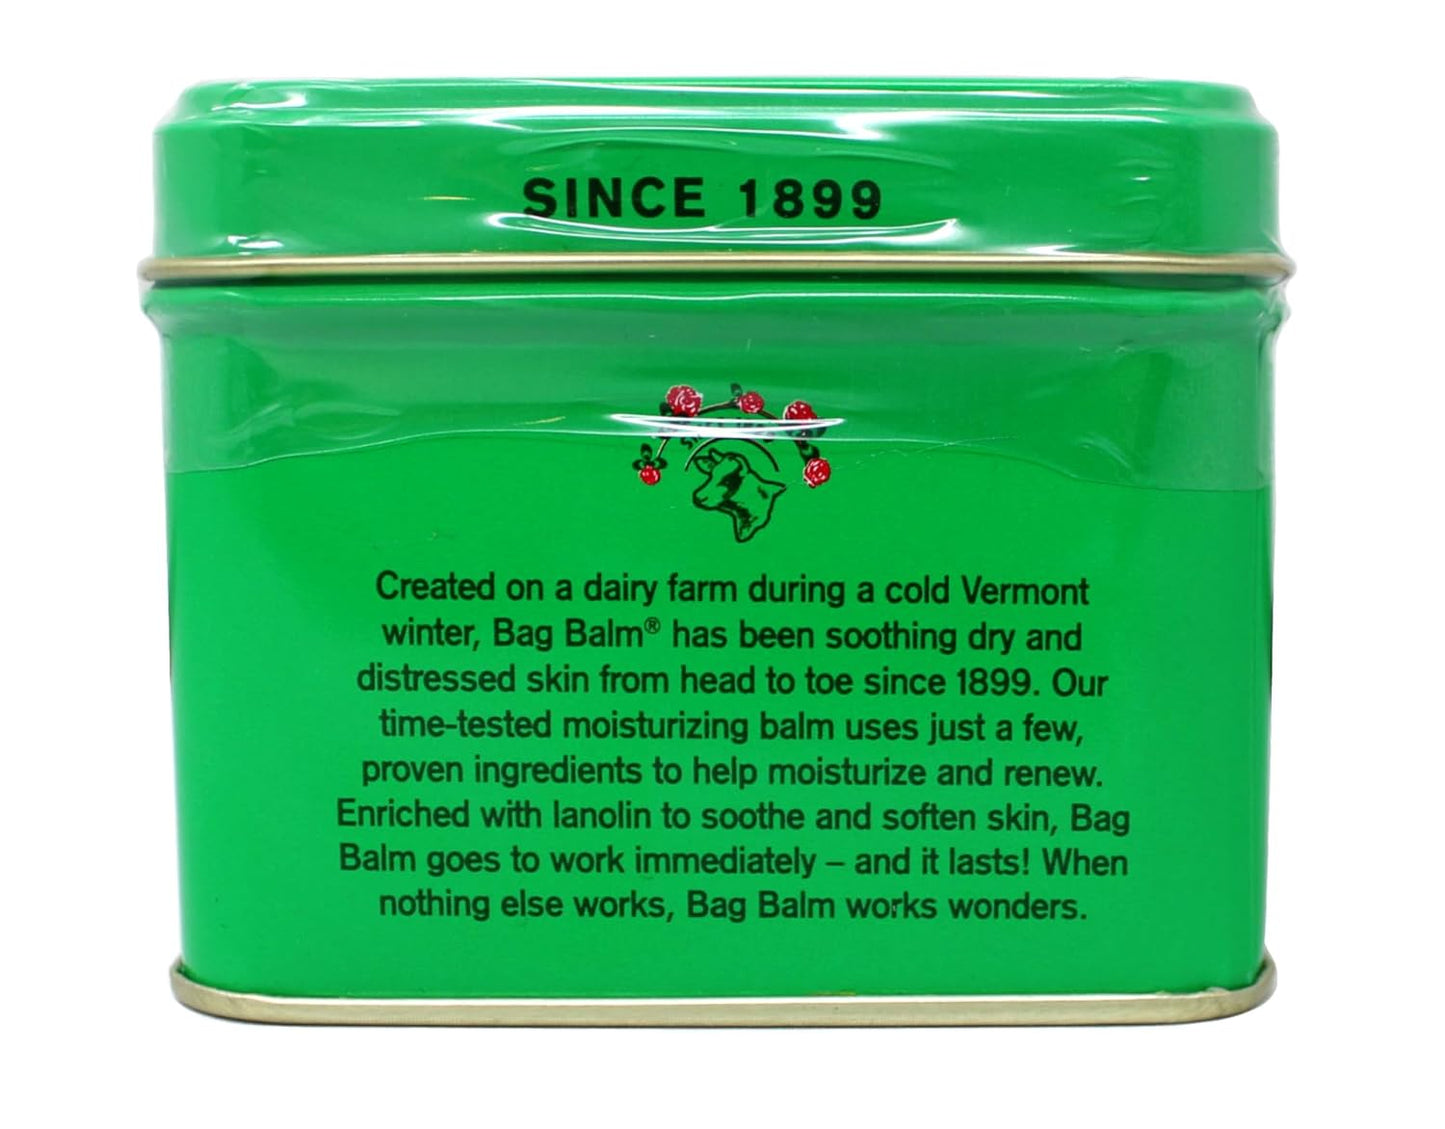 SINCE 1899
Created on a dairy farm during a cold Vermont
winter, Bag Balm® has been soothing dry and
distressed skin from head to toe since 1899. Our
time-tested moisturizing balm uses just a few,
proven ingredients to help moisturize and renew.
Enriched with lanolin to soothe and soften skin, Bag
Balm goes to work immediately – and it lasts! When
nothing else works, Bag Balm works wonders.